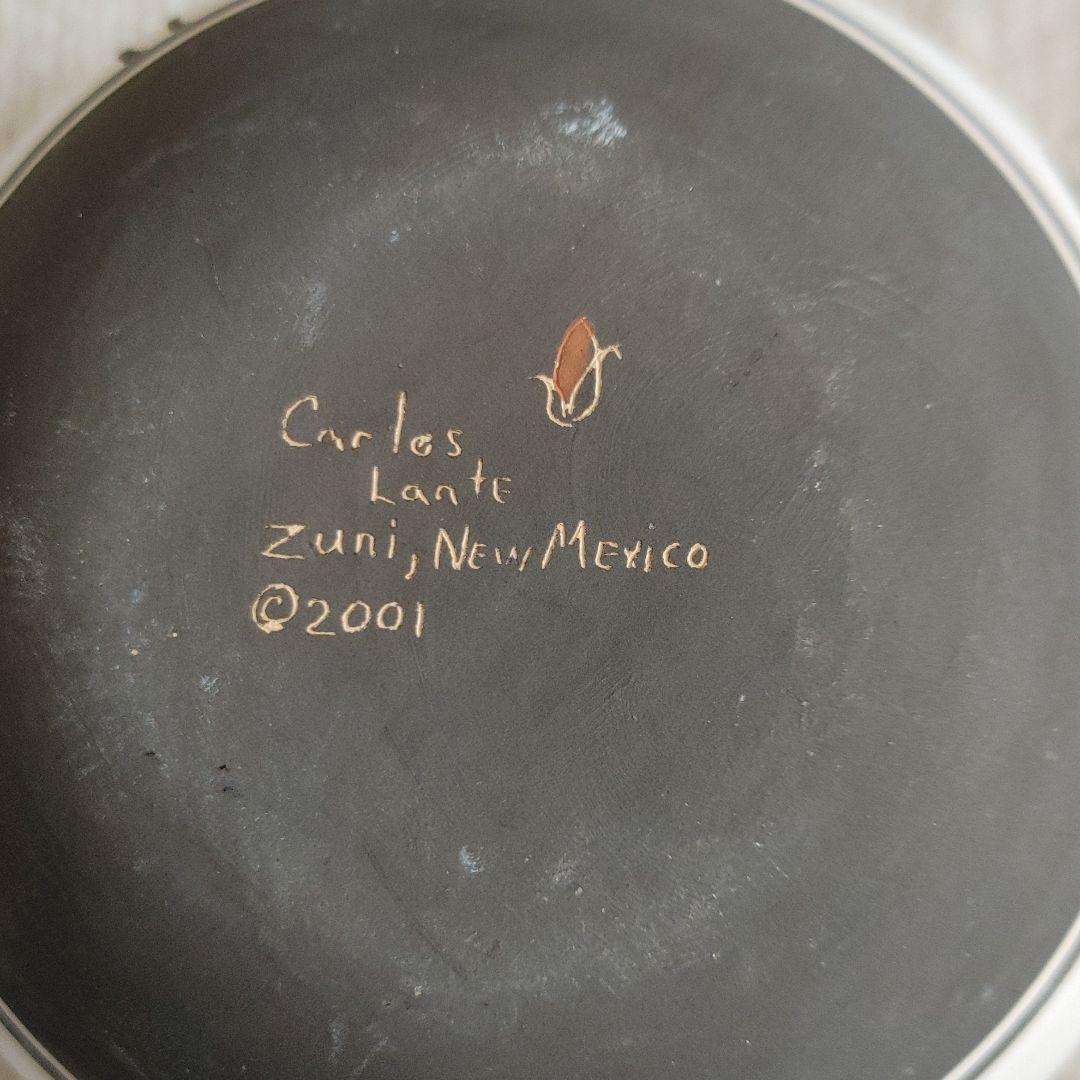 Carlos
Lante
Zuni, New Mexico
©2001